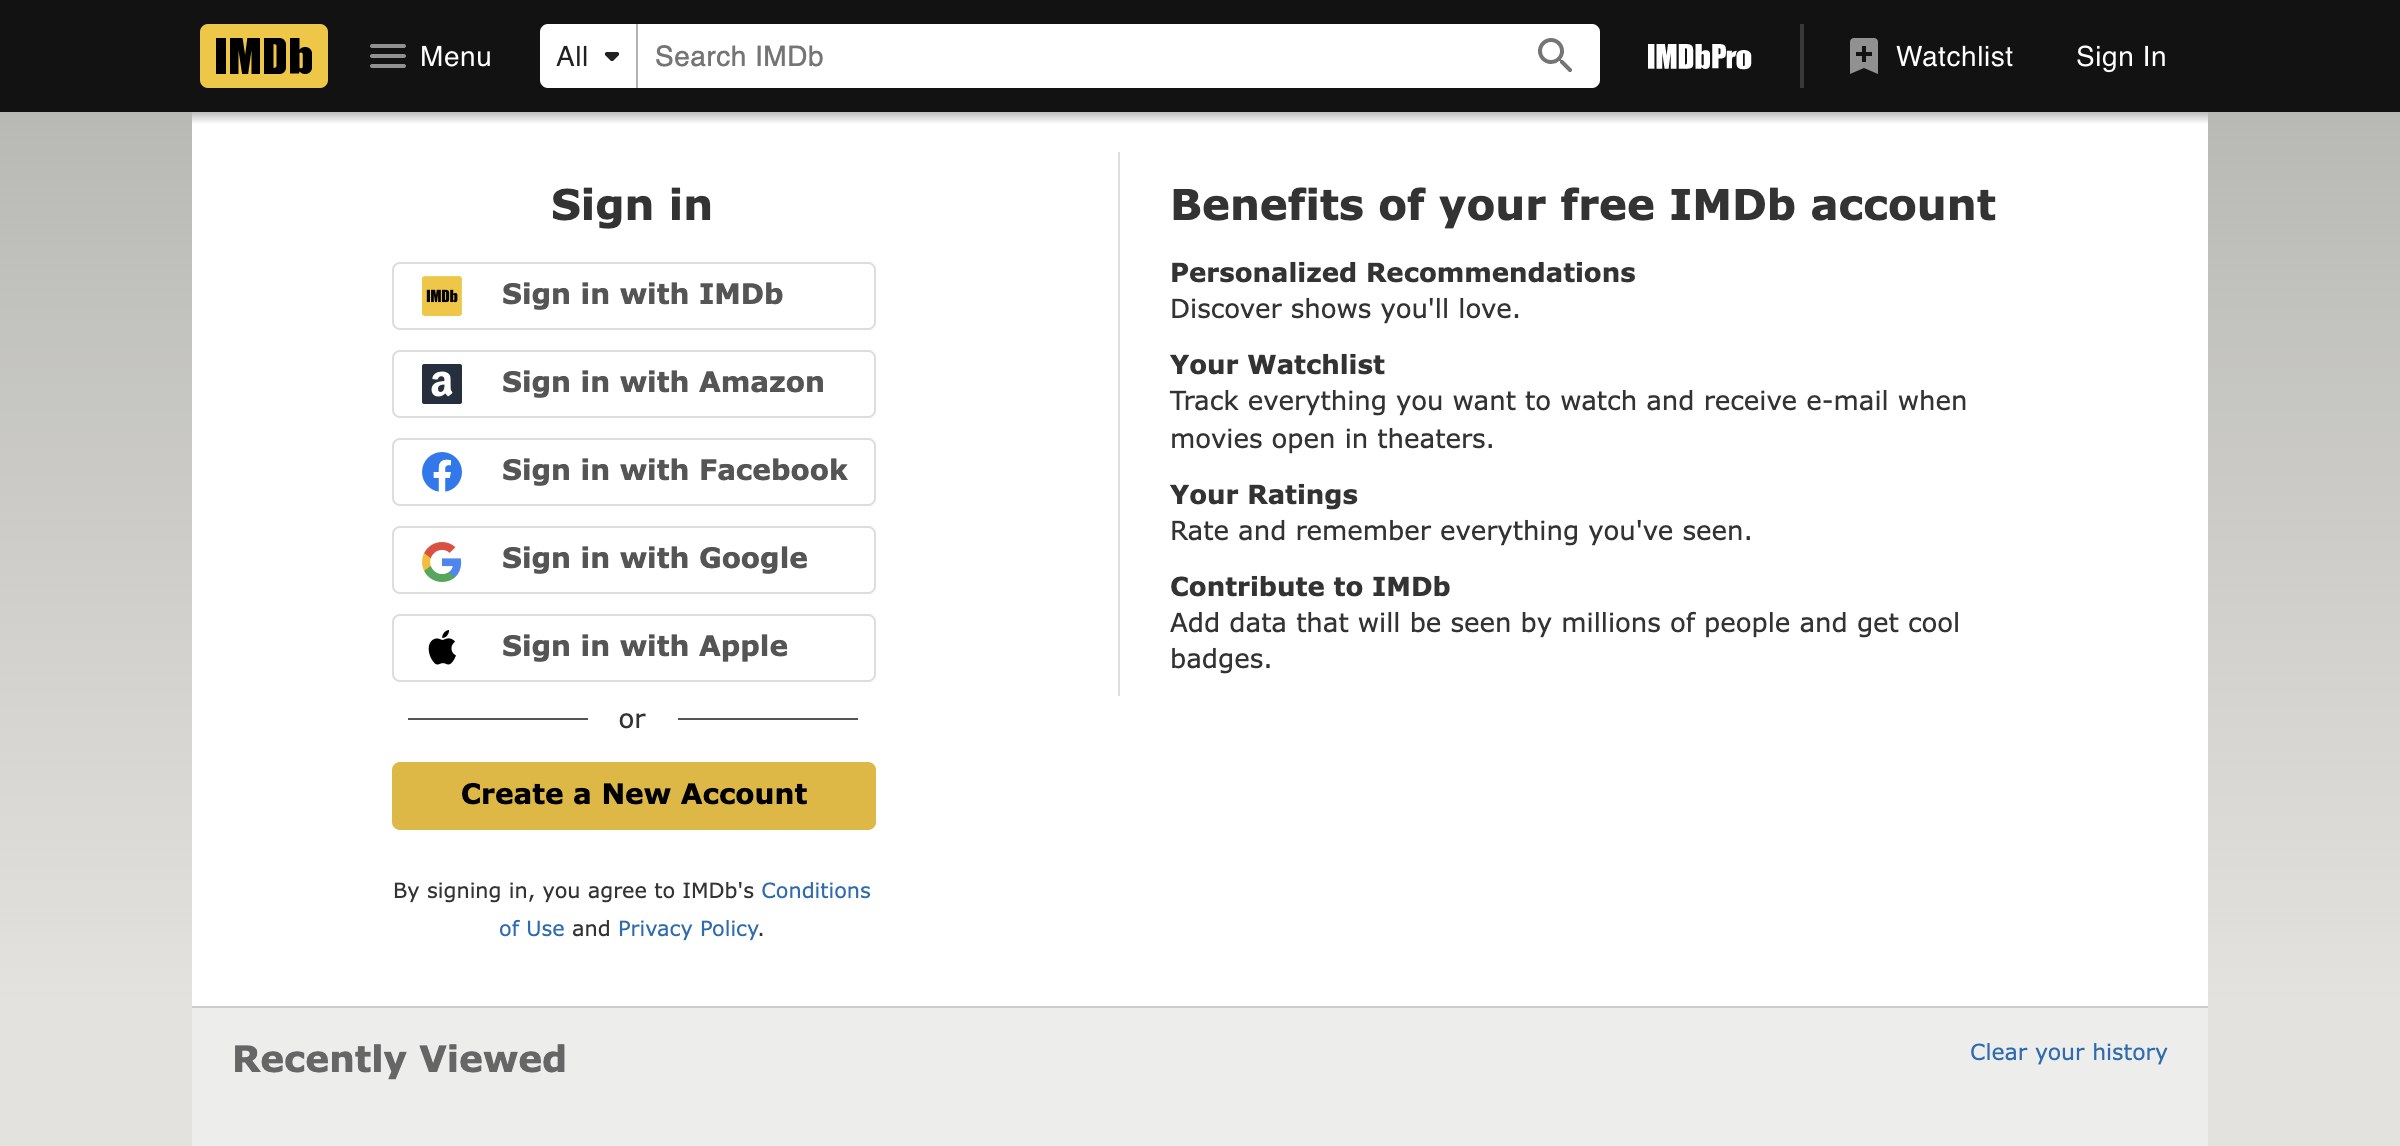 IMDb Menu All Search IMDb IMDbPro Watchlist Sign In
Sign in
IMDb Sign in with IMDb
a Sign in with Amazon
Sign in with Facebook
G Sign in with Google
Sign in with Apple
or
Create a New Account
By signing in, you agree to IMDb's Conditions
of Use and Privacy Policy.
Benefits of your free IMDb account
Personalized Recommendations
Discover shows you'll love.
Your Watchlist
Track everything you want to watch and receive e-mail when
movies open in theaters.
Your Ratings
Rate and remember everything you've seen.
Contribute to IMDb
Add data that will be seen by millions of people and get cool
badges.
Recently Viewed
Clear your history